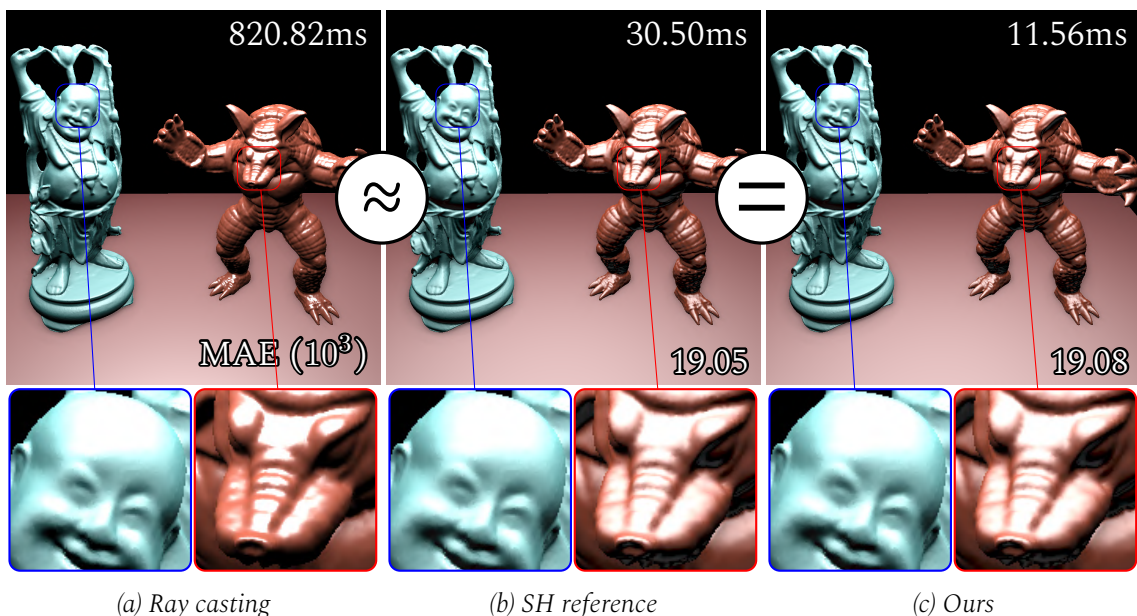 820.82ms
30.50ms
11.56ms
≈
=
MAE (10³)
19.05
19.08
(a) Ray casting
(b) SH reference
(c) Ours